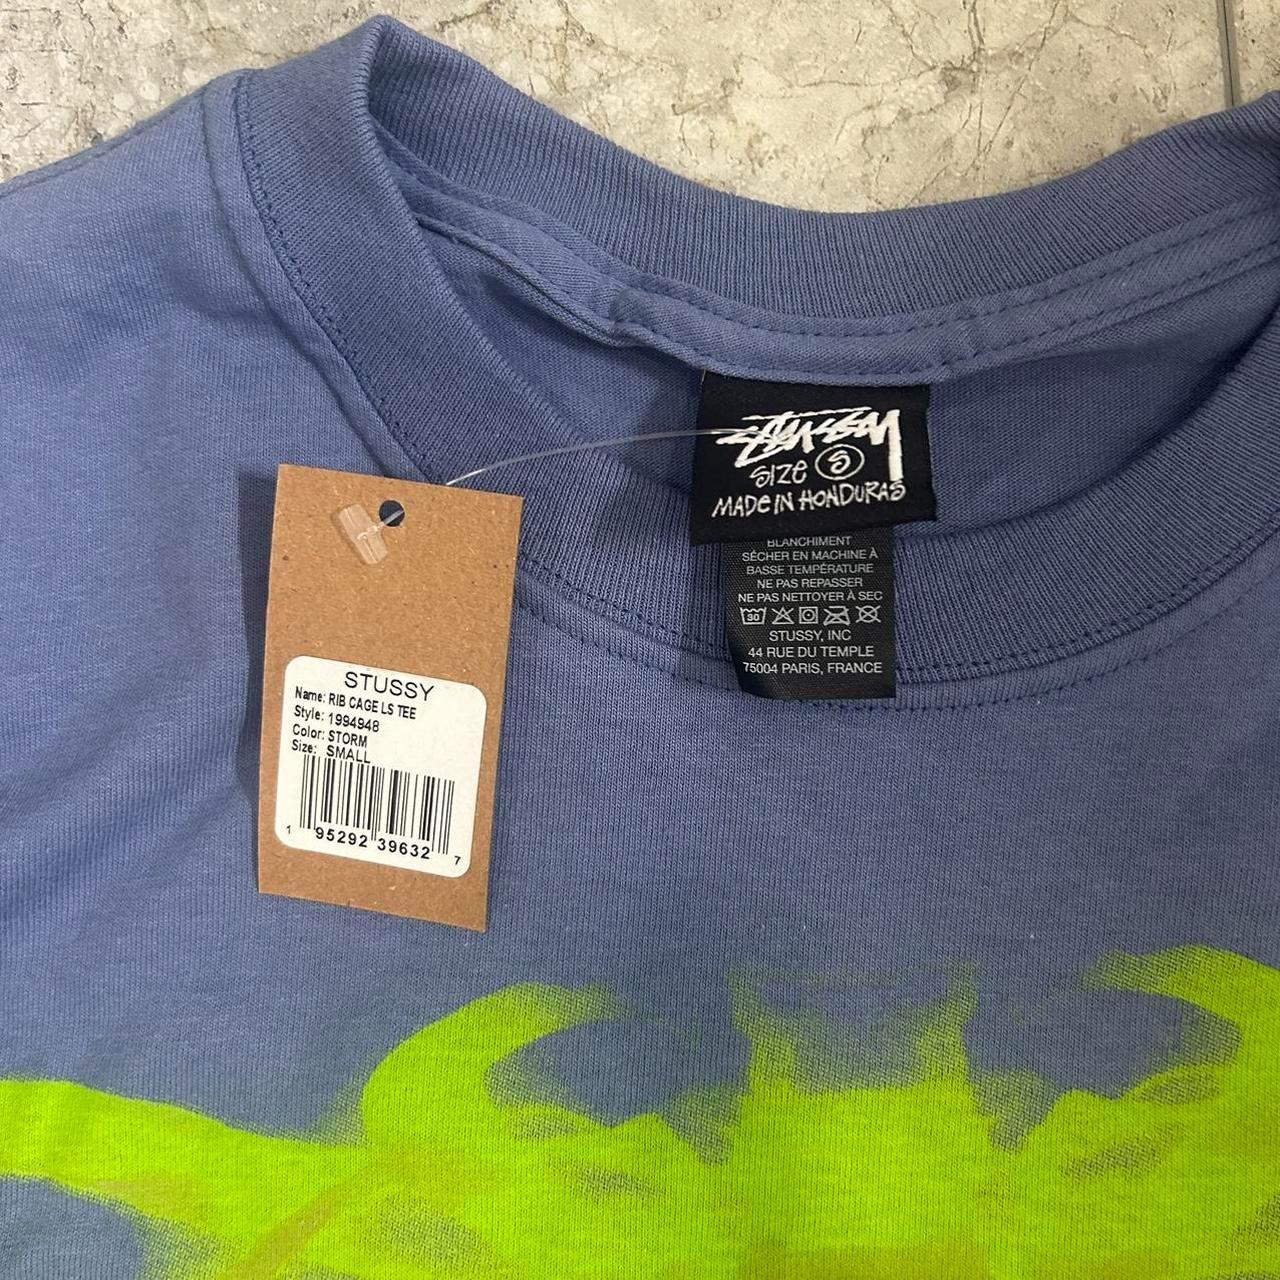 STUSSY
SIZE S
MADE IN HONDURAS
BLANCHIMENT
SÉCHER EN MACHINE À
BASSE TEMPÉRATURE
NE PAS REPASSER
NE PAS NETTOYER À SEC
30
STUSSY, INC
44 RUE DU TEMPLE
75004 PARIS, FRANCE
STUSSY
Name: RIB CAGE LS TEE
Style: 1994948
Color: STORM
Size: SMALL
1 95292 39632 7